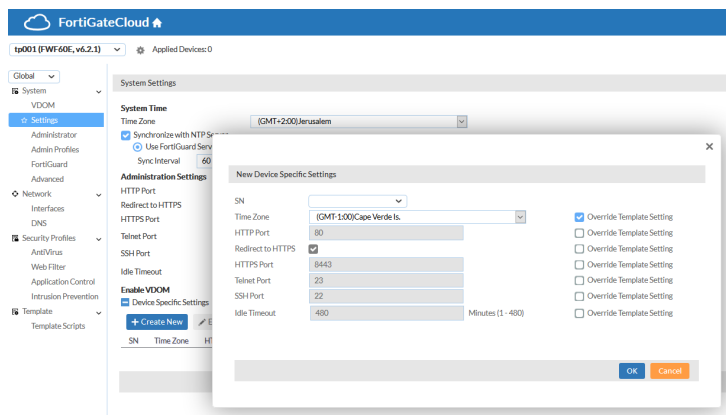 FortiGateCloud
tp001 (FWF60E, v6.2.1)
Applied Devices: 0
Global
System
VDOM
Settings
Administrator
Admin Profiles
FortiGuard
Advanced
Network
Interfaces
DNS
Security Profiles
AntiVirus
Web Filter
Application Control
Intrusion Prevention
Template
Template Scripts
System Settings
System Time
Time Zone (GMT+2:00)Jerusalem
Synchronize with NTP
Use FortiGuard Serv
Sync Interval 60
Administration Settings
HTTP Port
Redirect to HTTPS
HTTPS Port
Telnet Port
SSH Port
Idle Timeout
Enable VDOM
Device Specific Settings
+ Create New E
SN Time Zone HT
New Device Specific Settings
SN
Time Zone (GMT-1:00)Cape Verde Is. Override Template Setting
HTTP Port 80 Override Template Setting
Redirect to HTTPS Override Template Setting
HTTPS Port 8443 Override Template Setting
Telnet Port 23 Override Template Setting
SSH Port 22 Override Template Setting
Idle Timeout 480 Minutes (1 - 480) Override Template Setting
OK Cancel